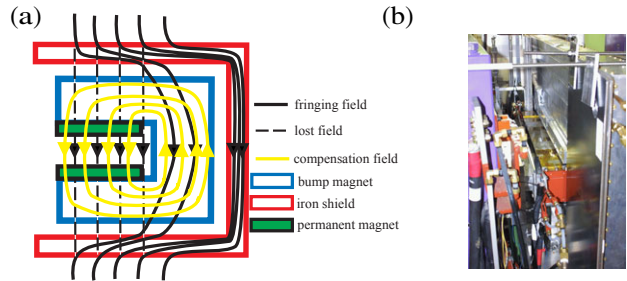 (a)
(b)
fringing field
lost field
compensation field
bump magnet
iron shield
permanent magnet